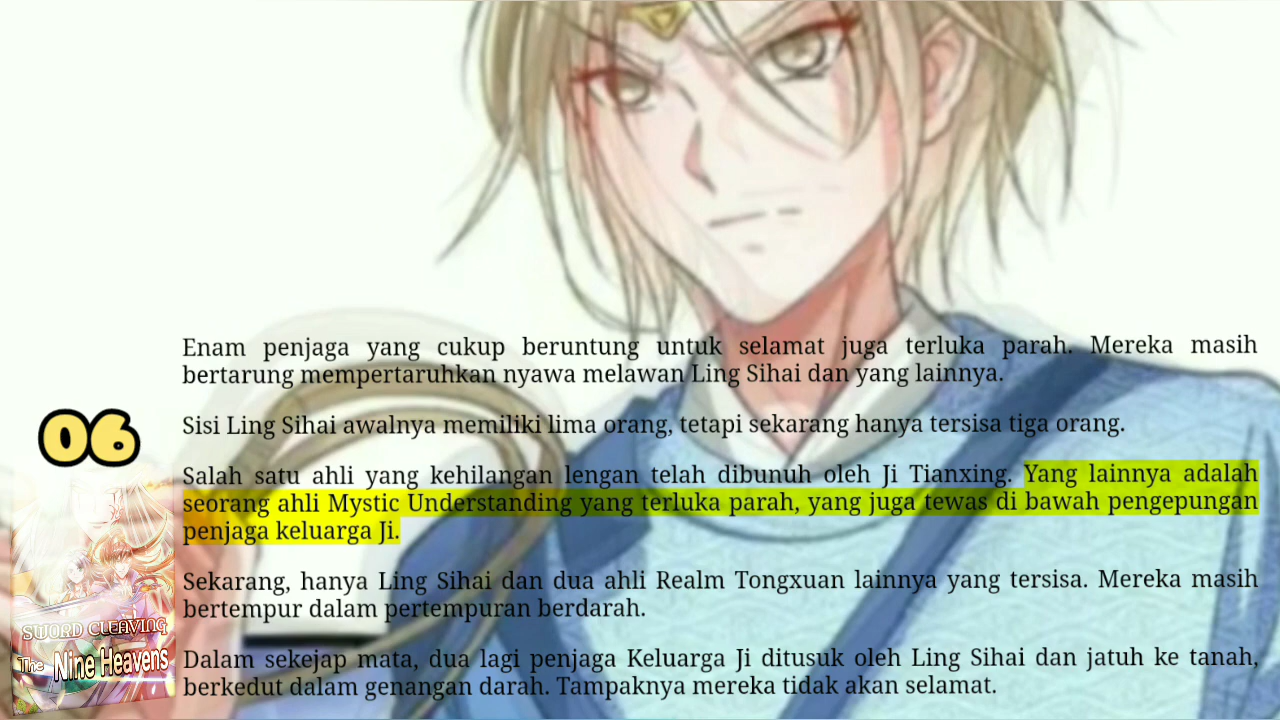 Enam penjaga yang cukup beruntung untuk selamat juga terluka parah. Mereka masih
bertarung mempertaruhkan nyawa melawan Ling Sihai dan yang lainnya.
Sisi Ling Sihai awalnya memiliki lima orang, tetapi sekarang hanya tersisa tiga orang.
Salah satu ahli yang kehilangan lengan telah dibunuh oleh Ji Tianxing. Yang lainnya adalah
seorang ahli Mystic Understanding yang terluka parah, yang juga tewas di bawah pengepungan
penjaga keluarga Ji.
Sekarang, hanya Ling Sihai dan dua ahli Realm Tongxuan lainnya yang tersisa. Mereka masih
bertempur dalam pertempuran berdarah.
Dalam sekejap mata, dua lagi penjaga Keluarga Ji ditusuk oleh Ling Sihai dan jatuh ke tanah,
berkedut dalam genangan darah. Tampaknya mereka tidak akan selamat.
06
SWORD CLEAVING
The Nine Heavens